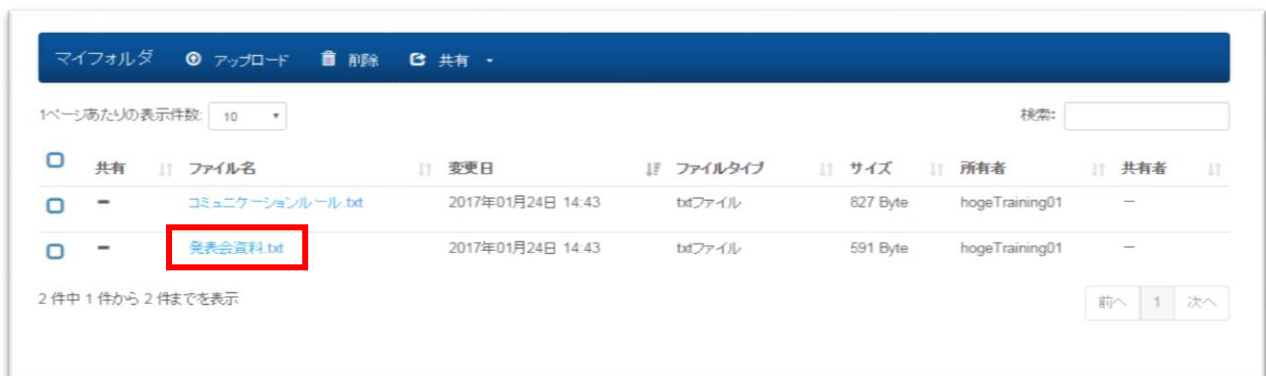 マイフォルダ アップロード 削除 共有
1ページあたりの表示件数: 10 検索:
共有 ファイル名 変更日 ファイルタイプ サイズ 所有者 共有者
コミュニケーションルール.txt 2017年01月24日 14:43 txtファイル 827 Byte hogeTraining01 ー
発表会資料.txt 2017年01月24日 14:43 txtファイル 591 Byte hogeTraining01 ー
2 件中 1 件から 2 件までを表示 前へ 1 次へ